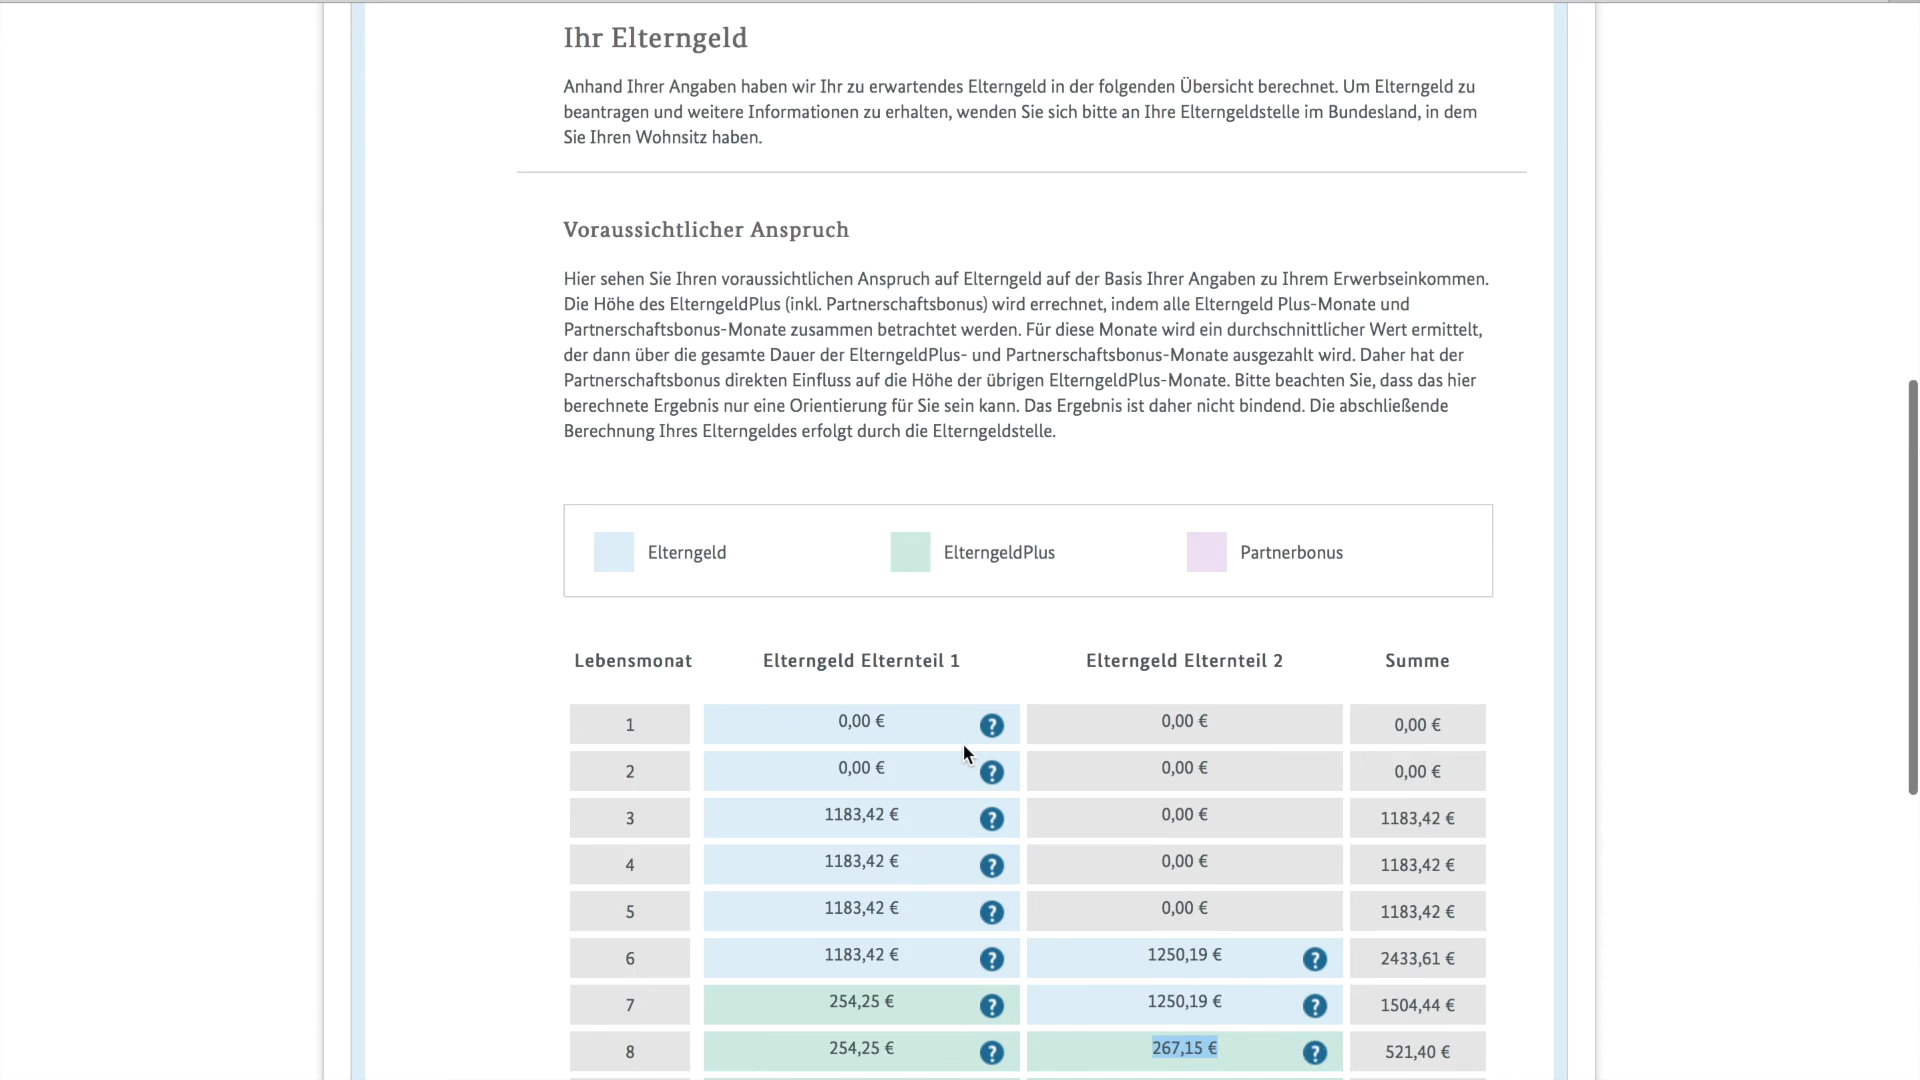 Ihr Elterngeld
Anhand Ihrer Angaben haben wir Ihr zu erwartendes Elterngeld in der folgenden Übersicht berechnet. Um Elterngeld zu
beantragen und weitere Informationen zu erhalten, wenden Sie sich bitte an Ihre Elterngeldstelle im Bundesland, in dem
Sie Ihren Wohnsitz haben.
Voraussichtlicher Anspruch
Hier sehen Sie Ihren voraussichtlichen Anspruch auf Elterngeld auf der Basis Ihrer Angaben zu Ihrem Erwerbseinkommen.
Die Höhe des ElterngeldPlus (inkl. Partnerschaftsbonus) wird errechnet, indem alle Elterngeld Plus-Monate und
Partnerschaftsbonus-Monate zusammen betrachtet werden. Für diese Monate wird ein durchschnittlicher Wert ermittelt,
der dann über die gesamte Dauer der ElterngeldPlus- und Partnerschaftsbonus-Monate ausgezahlt wird. Daher hat der
Partnerschaftsbonus direkten Einfluss auf die Höhe der übrigen ElterngeldPlus-Monate. Bitte beachten Sie, dass das hier
berechnete Ergebnis nur eine Orientierung für Sie sein kann. Das Ergebnis ist daher nicht bindend. Die abschließende
Berechnung Ihres Elterngeldes erfolgt durch die Elterngeldstelle.
Elterngeld ElterngeldPlus Partnerbonus
Lebensmonat Elterngeld Elternteil 1 Elterngeld Elternteil 2 Summe
1 0,00 € ? 0,00 € 0,00 €
2 0,00 € ? 0,00 € 0,00 €
3 1183,42 € ? 0,00 € 1183,42 €
4 1183,42 € ? 0,00 € 1183,42 €
5 1183,42 € ? 0,00 € 1183,42 €
6 1183,42 € ? 1250,19 € ? 2433,61 €
7 254,25 € ? 1250,19 € ? 1504,44 €
8 254,25 € ? 267,15 € ? 521,40 €